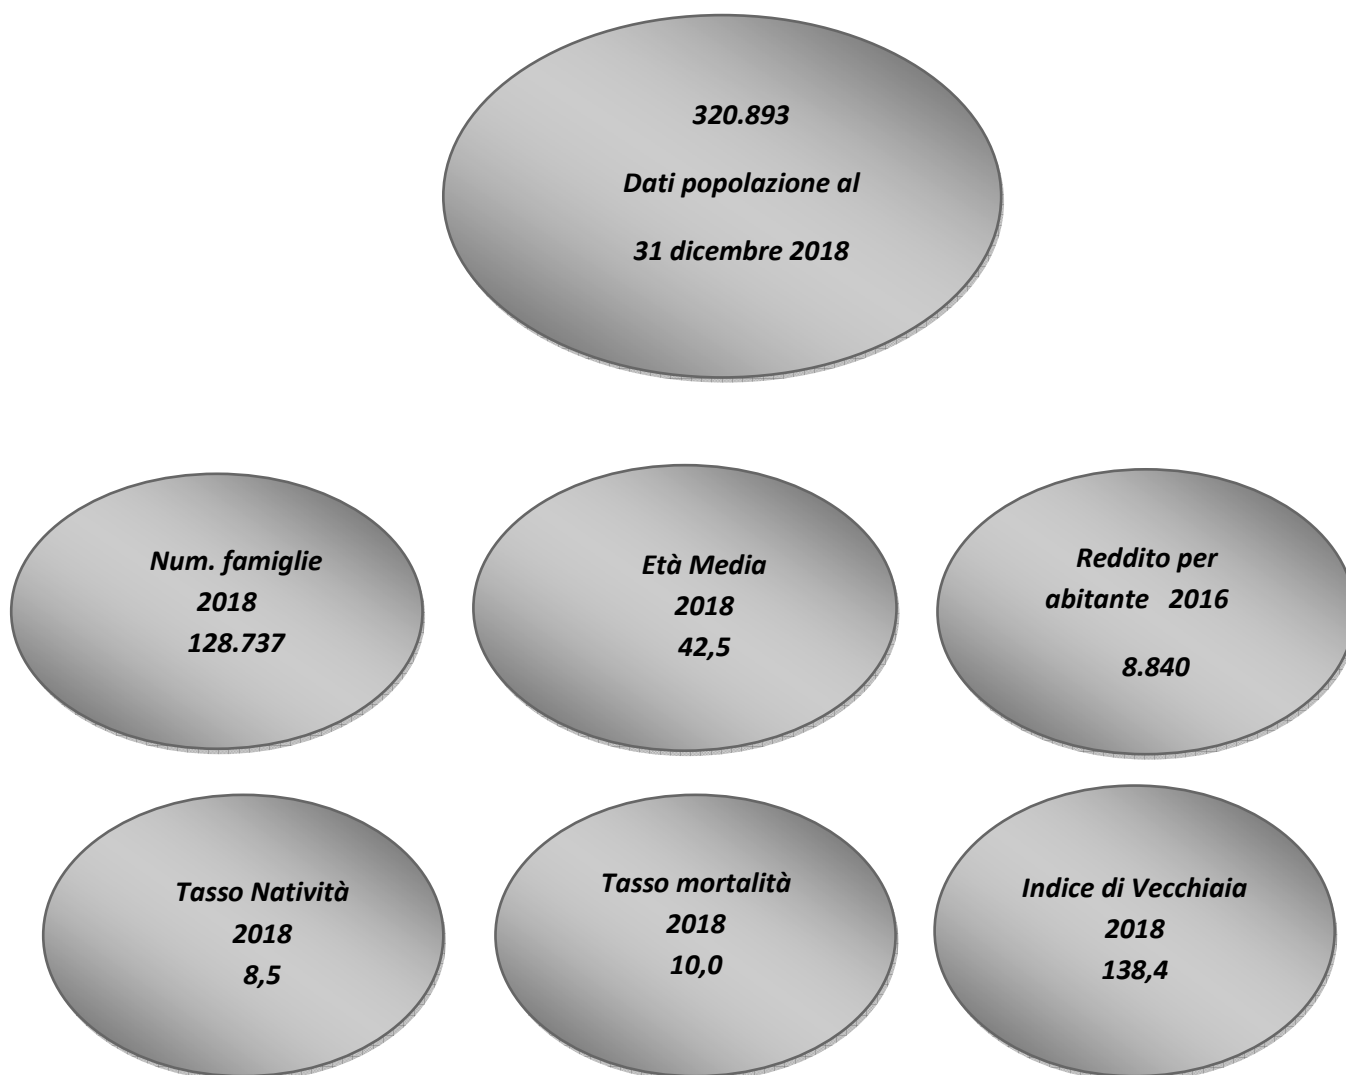 320.893
Dati popolazione al
31 dicembre 2018
Num. famiglie
2018
128.737
Età Media
2018
42,5
Reddito per
abitante 2016
8.840
Tasso Natività
2018
8,5
Tasso mortalità
2018
10,0
Indice di Vecchiaia
2018
138,4